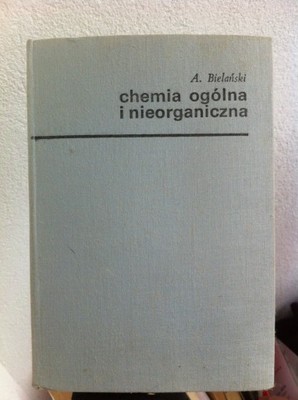 A. Bielański
chemia ogólna
i nieorganiczna